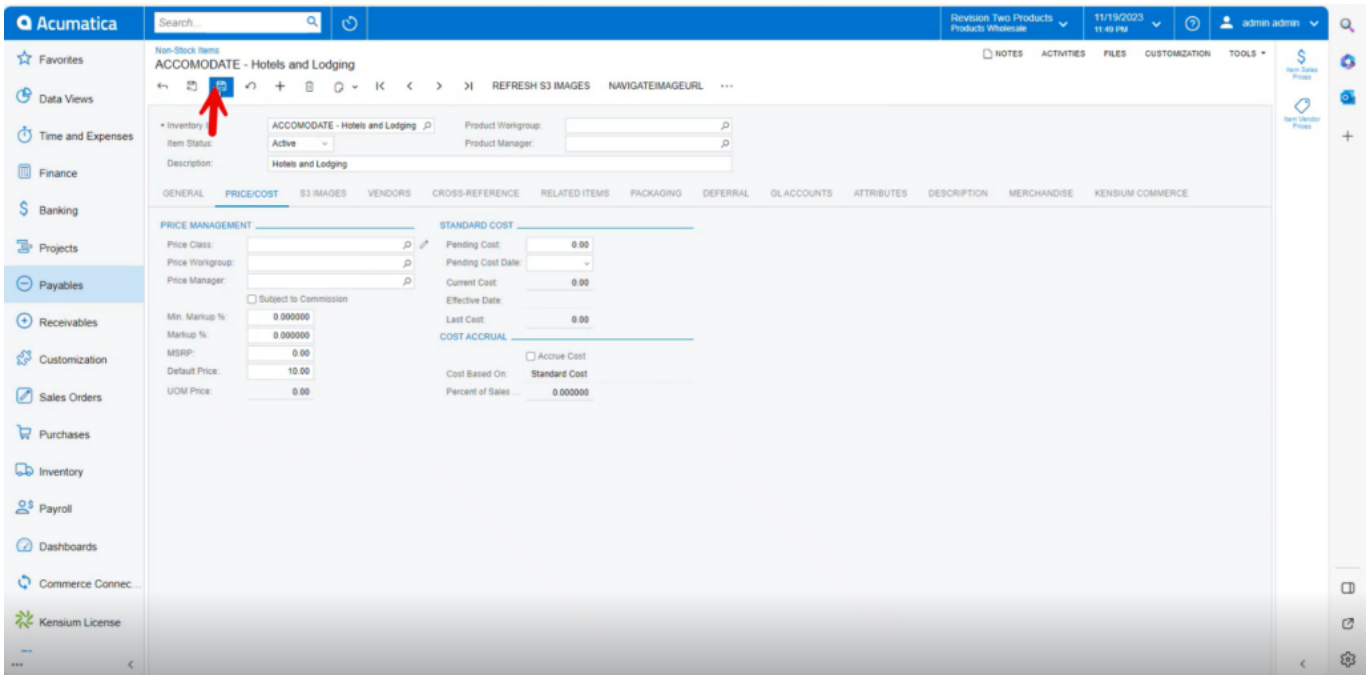 Acumatica
Search...
Revision Two Products
Products Wholesale
11/19/2023
11:49 PM
admin admin
Favorites
Data Views
Time and Expenses
Finance
Banking
Projects
Payables
Receivables
Customization
Sales Orders
Purchases
Inventory
Payroll
Dashboards
Commerce Connec...
Kensium License
Non-Stock Items
ACCOMODATE - Hotels and Lodging
NOTES ACTIVITIES FILES CUSTOMIZATION TOOLS
REFRESH S3 IMAGES NAVIGATEIMAGEURL ...
Item Sales
Prices
Item Vendor
Prices
* Inventory ACCOMODATE - Hotels and Lodging Product Workgroup:
Item Status: Active Product Manager:
Description: Hotels and Lodging
GENERAL PRICE/COST S3 IMAGES VENDORS CROSS-REFERENCE RELATED ITEMS PACKAGING DEFERRAL GL ACCOUNTS ATTRIBUTES DESCRIPTION MERCHANDISE KENSIUM COMMERCE
PRICE MANAGEMENT
Price Class:
Price Workgroup:
Price Manager:
Subject to Commission
Min. Markup %: 0.000000
Markup %: 0.000000
MSRP: 0.00
Default Price: 10.00
UOM Price: 0.00
STANDARD COST
Pending Cost: 0.00
Pending Cost Date:
Current Cost: 0.00
Effective Date:
Last Cost: 0.00
COST ACCRUAL
Accrue Cost
Cost Based On: Standard Cost
Percent of Sales ... 0.000000